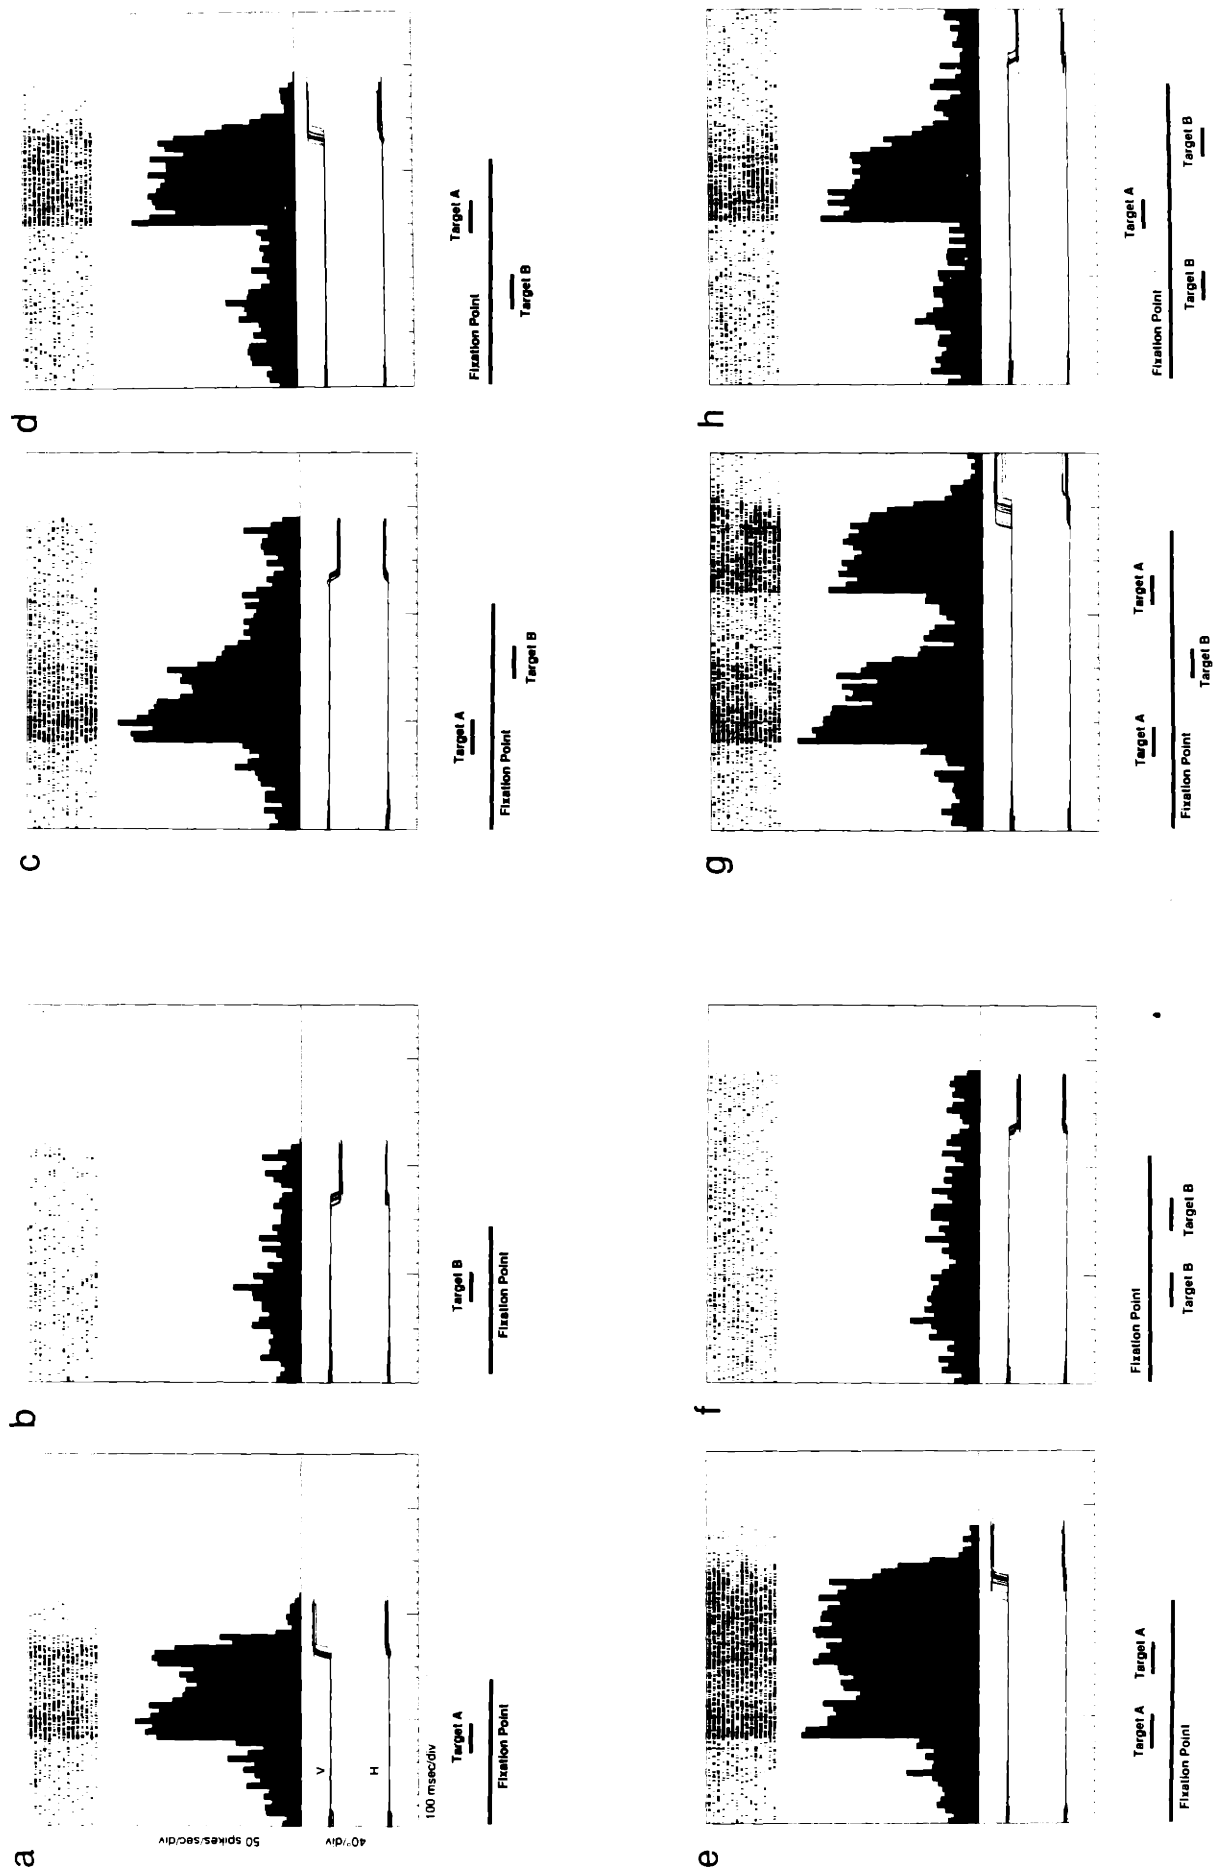 a
50 spikes/sec/div
40°/div
V
H
100 msec/div
Target A
Fixation Point
b
Target B
Fixation Point
c
Target A
Fixation Point
Target B
d
Target A
Fixation Point
Target B
e
Target A
Target A
Fixation Point
f
Fixation Point
Target B
Target B
g
Target A
Target A
Fixation Point
Target B
h
Target A
Fixation Point
Target B
Target B